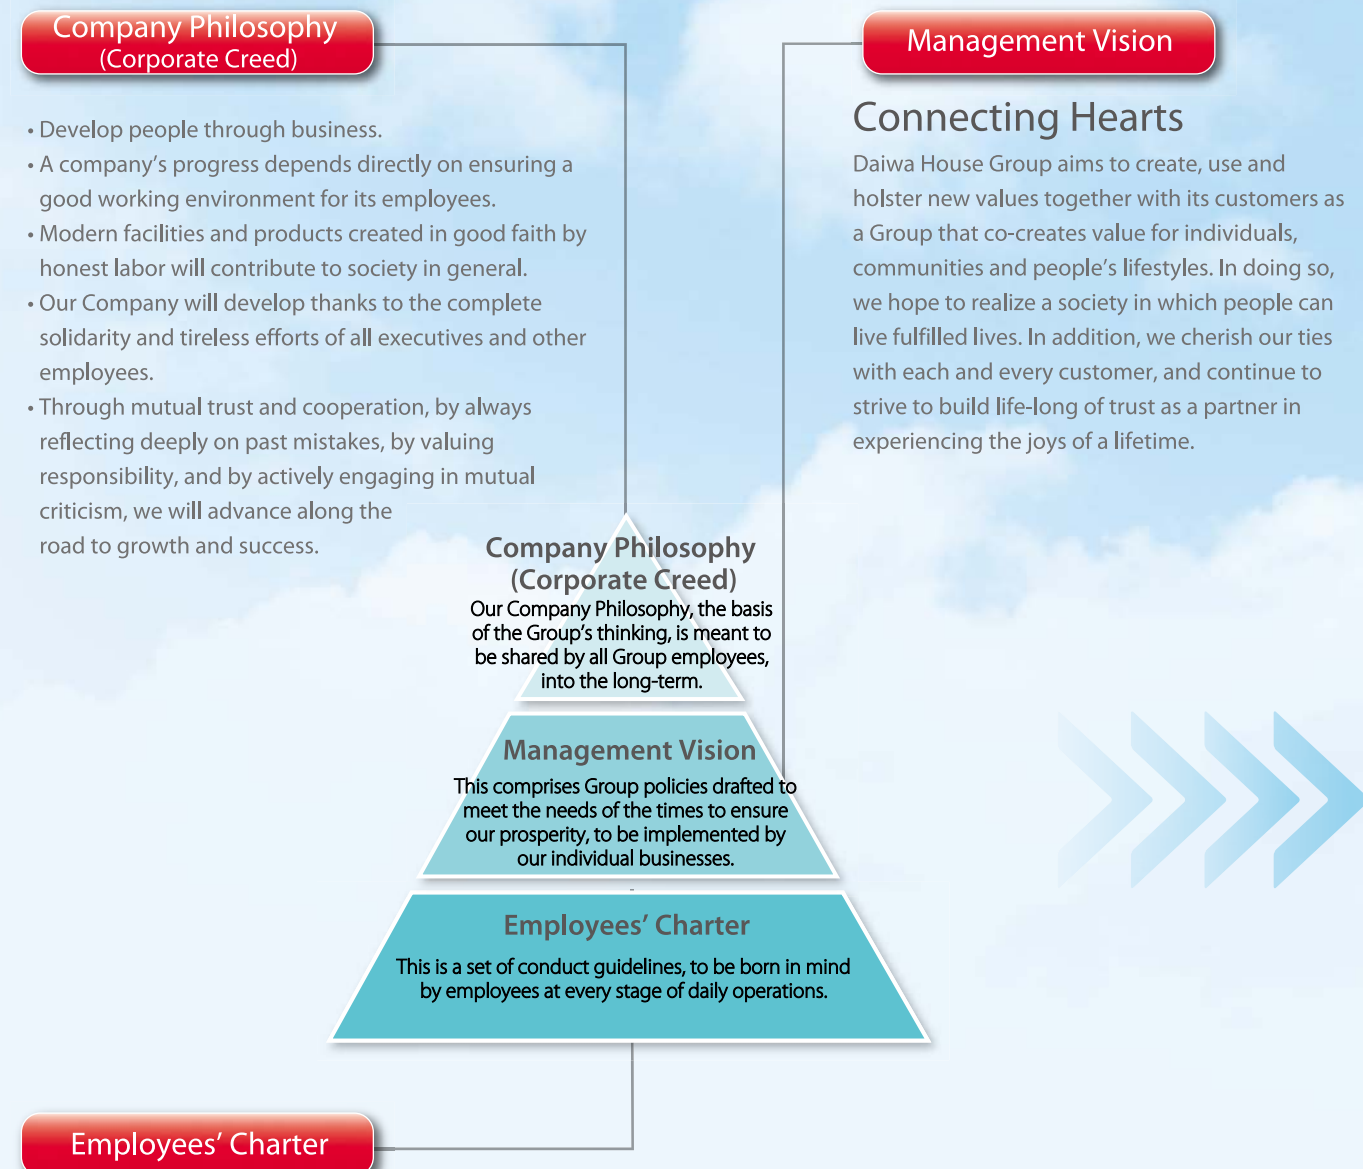 Company Philosophy
(Corporate Creed)
• Develop people through business.
• A company’s progress depends directly on ensuring a
good working environment for its employees.
• Modern facilities and products created in good faith by
honest labor will contribute to society in general.
• Our Company will develop thanks to the complete
solidarity and tireless efforts of all executives and other
employees.
• Through mutual trust and cooperation, by always
reflecting deeply on past mistakes, by valuing
responsibility, and by actively engaging in mutual
criticism, we will advance along the
road to growth and success.
Management Vision
Connecting Hearts
Daiwa House Group aims to create, use and
holster new values together with its customers as
a Group that co-creates value for individuals,
communities and people’s lifestyles. In doing so,
we hope to realize a society in which people can
live fulfilled lives. In addition, we cherish our ties
with each and every customer, and continue to
strive to build life-long of trust as a partner in
experiencing the joys of a lifetime.
Company Philosophy
(Corporate Creed)
Our Company Philosophy, the basis
of the Group’s thinking, is meant to
be shared by all Group employees,
into the long-term.
Management Vision
This comprises Group policies drafted to
meet the needs of the times to ensure
our prosperity, to be implemented by
our individual businesses.
Employees’ Charter
This is a set of conduct guidelines, to be born in mind
by employees at every stage of daily operations.
Employees’ Charter